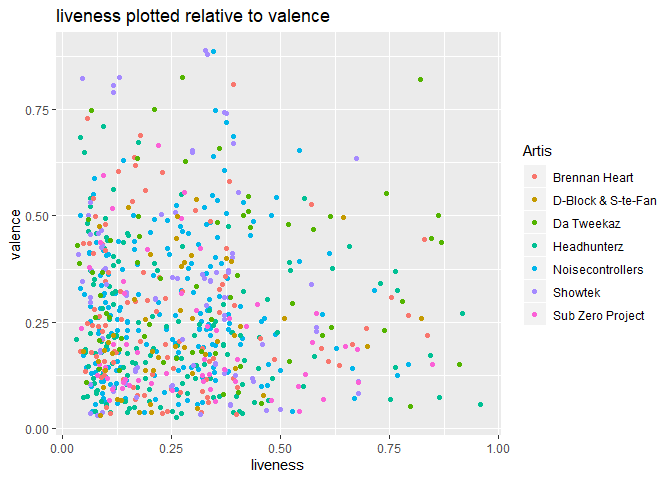 liveness plotted relative to valence
valence
0.75
0.50
0.25
0.00
0.00 0.25 0.50 0.75 1.00
liveness
Artis
Brennan Heart
D-Block & S-te-Fan
Da Tweekaz
Headhunterz
Noisecontrollers
Showtek
Sub Zero Project